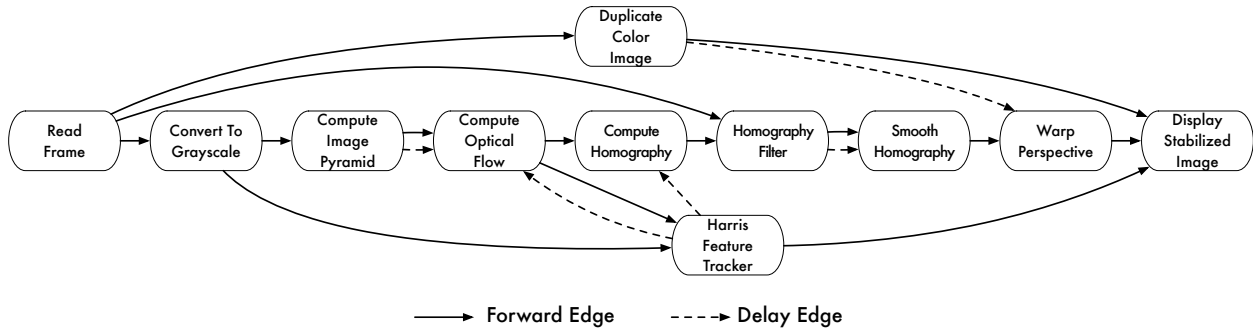 Duplicate
Color
Image
Read
Frame
Convert To
Grayscale
Compute
Image
Pyramid
Compute
Optical
Flow
Compute
Homography
Homography
Filter
Smooth
Homography
Warp
Perspective
Display
Stabilized
Image
Harris
Feature
Tracker
Forward Edge
Delay Edge